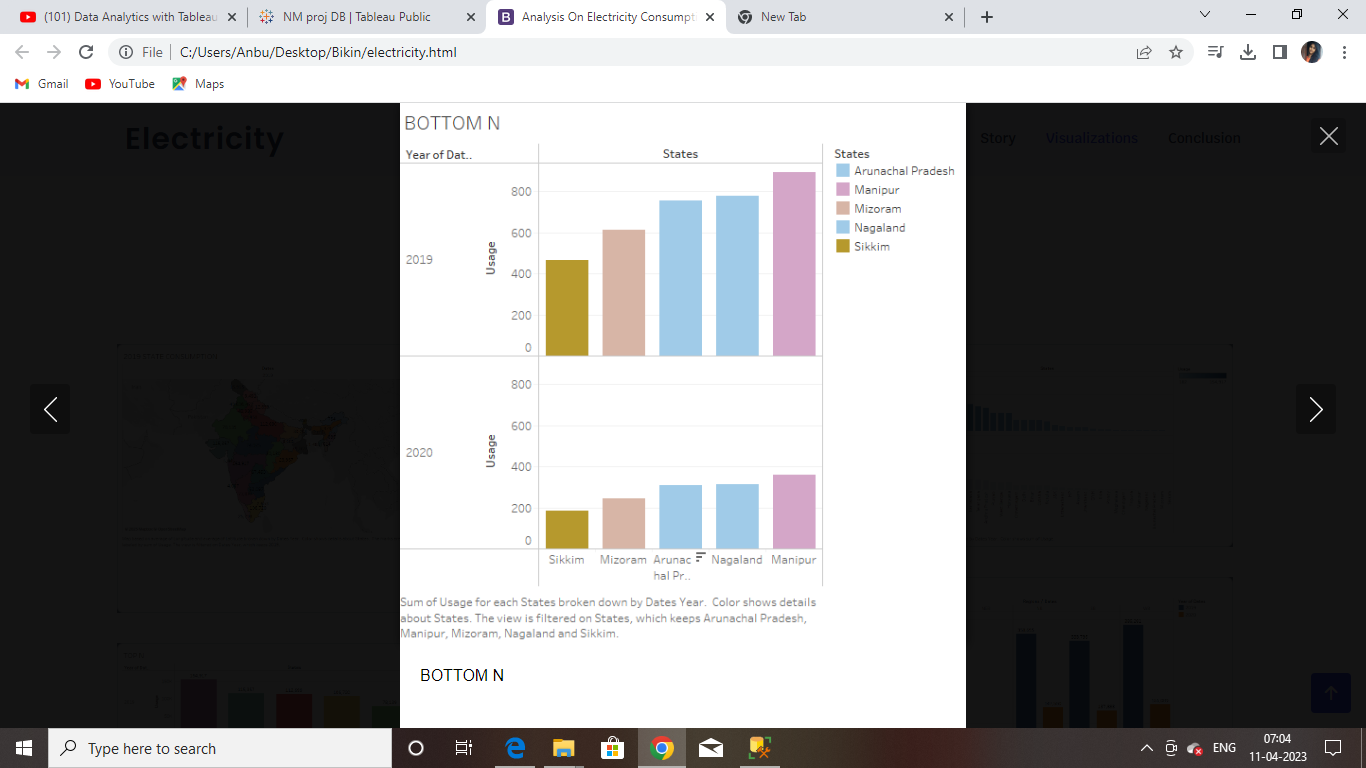 (101) Data Analytics with Tableau
NM proj DB | Tableau Public
Analysis On Electricity Consumpti
New Tab
File
C:/Users/Anbu/Desktop/Bikin/electricity.html
Gmail
YouTube
Maps
Electricity
Story
Visualizations
Conclusion
BOTTOM N
Year of Dat..
States
800
600
400
200
0
Usage
2019
800
600
400
200
0
Usage
2020
Sikkim
Mizoram
Arunac
hal Pr..
Nagaland
Manipur
States
Arunachal Pradesh
Manipur
Mizoram
Nagaland
Sikkim
Sum of Usage for each States broken down by Dates Year. Color shows details
about States. The view is filtered on States, which keeps Arunachal Pradesh,
Manipur, Mizoram, Nagaland and Sikkim.
BOTTOM N
Type here to search
ENG
07:04
11-04-2023